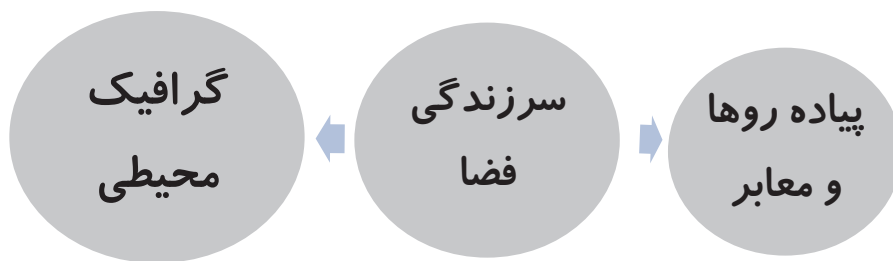 پیاده روها
و معابر
سرزندگی
فضا
گرافیک
محیطی